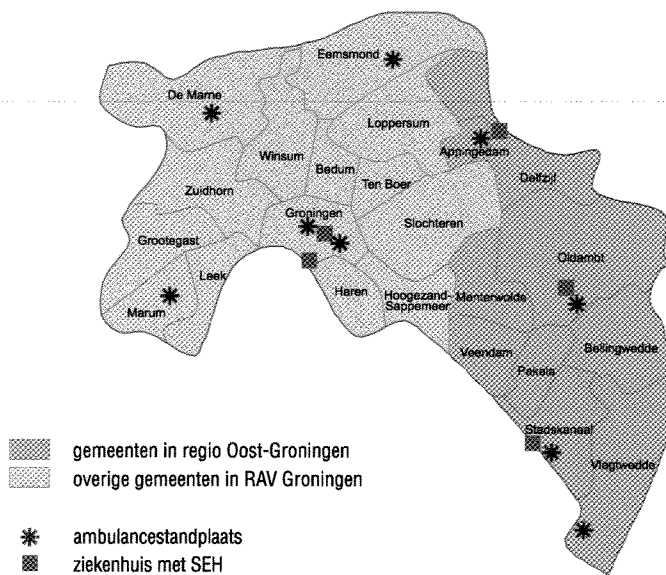 Eemsmond
De Marne
Loppersum
Winsum
Appingedam
Bedum
Ten Boer
Delfzijl
Zuidhorn
Groningen
Slochteren
Grootegast
Oldambt
Leek
Haren
Hoogezand-
Sappemeer
Menterwolde
Marum
Veendam
Bellingwedde
Pekela
Stadskanaal
Vlagtwedde
gemeenten in regio Oost-Groningen
overige gemeenten in RAV Groningen
ambulancestandplaats
ziekenhuis met SEH